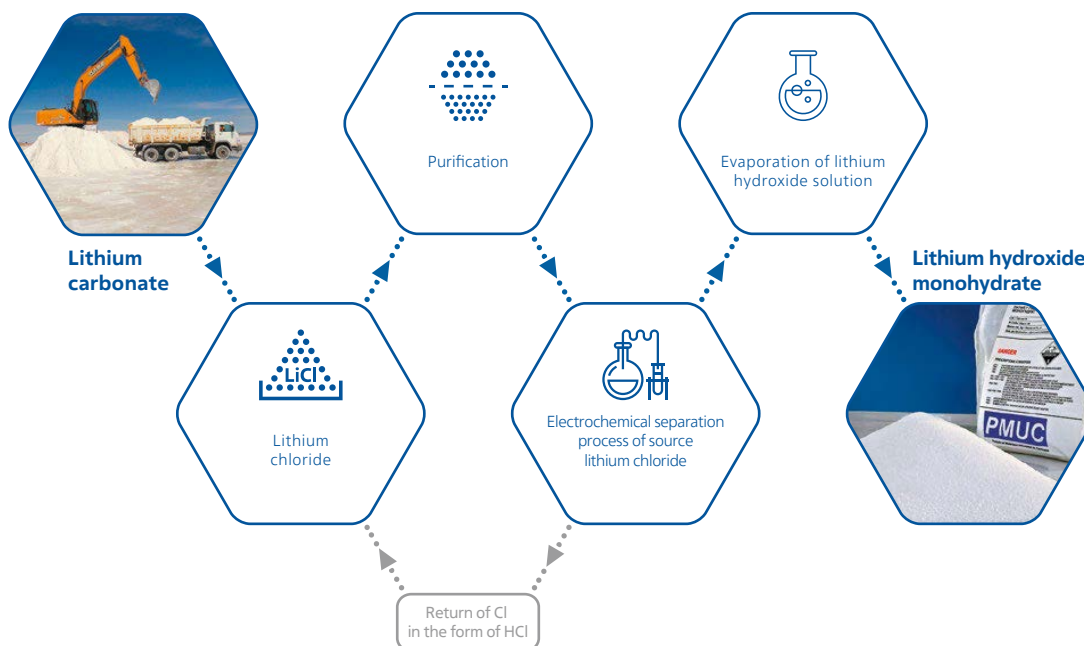 Purification
Evaporation of lithium
hydroxide solution
Lithium
carbonate
Lithium hydroxide
monohydrate
LiCl
Lithium
chloride
Electrochemical separation
process of source
lithium chloride
DANGER
PMUC
Return of Cl
in the form of HCl